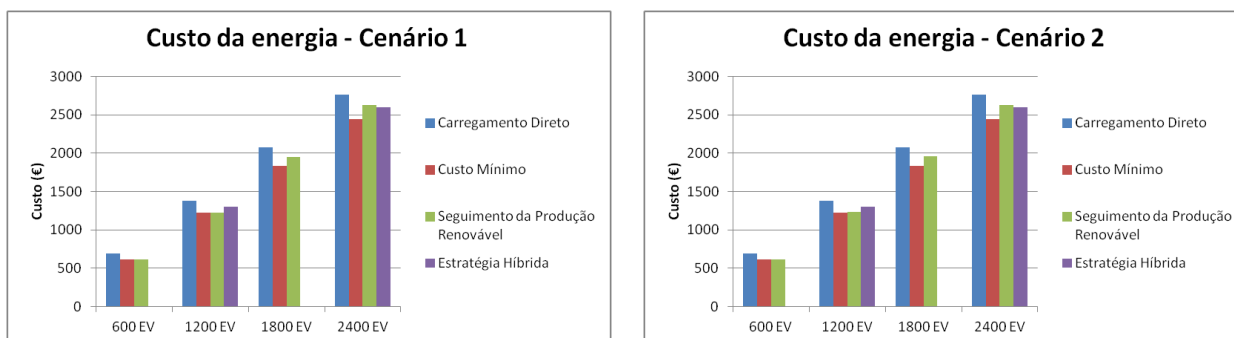 Custo da energia - Cenário 1
Custo (€)
3000
2500
2000
1500
1000
500
0
600 EV
1200 EV
1800 EV
2400 EV
Carregamento Direto
Custo Mínimo
Seguimento da Produção
Renovável
Estratégia Híbrida
Custo da energia - Cenário 2
Custo (€)
3000
2500
2000
1500
1000
500
0
600 EV
1200 EV
1800 EV
2400 EV
Carregamento Direto
Custo Mínimo
Seguimento da Produção
Renovável
Estratégia Híbrida